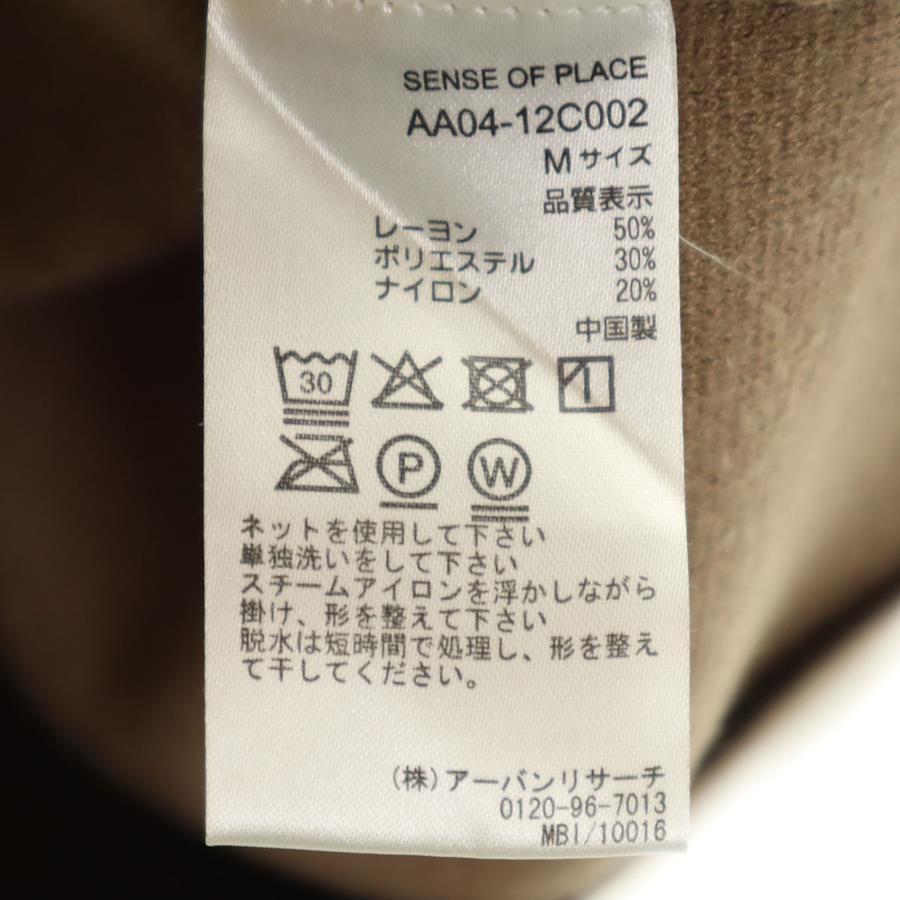 SENSE OF PLACE
AA04-12C002
M サイズ
品質表示
レーヨン 50%
ポリエステル 30%
ナイロン 20%
中国製
30
P W
ネットを使用して下さい
単独洗いをして下さい
スチームアイロンを浮かしながら
掛け、形を整えて下さい
脱水は短時間で処理し、形を整え
て干してください。
(株)アーバンリサーチ
0120-96-7013
MBI/10016